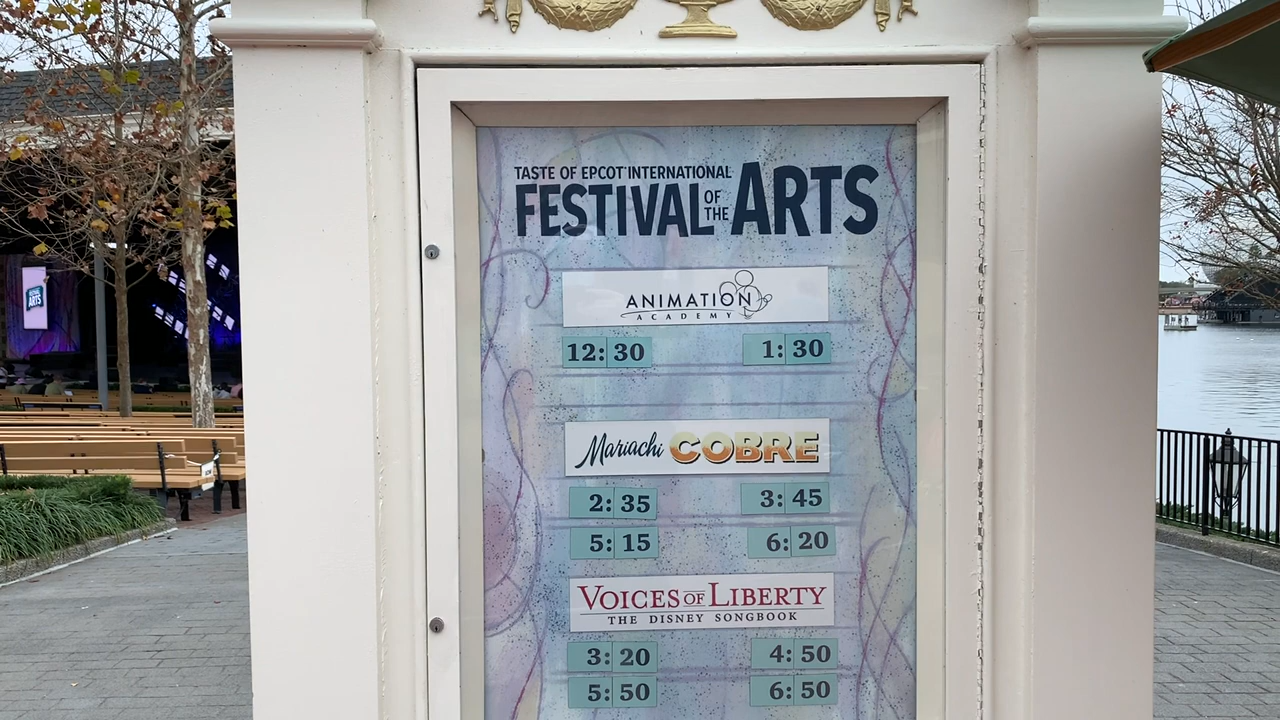 TASTE OF EPCOT INTERNATIONAL
FESTIVAL OF THE ARTS
ANIMATION
ACADEMY
12:30 1:30
Mariachi COBRE
2:35 3:45
5:15 6:20
VOICES OF LIBERTY
THE DISNEY SONGBOOK
3:20 4:50
5:50 6:50
ARTS